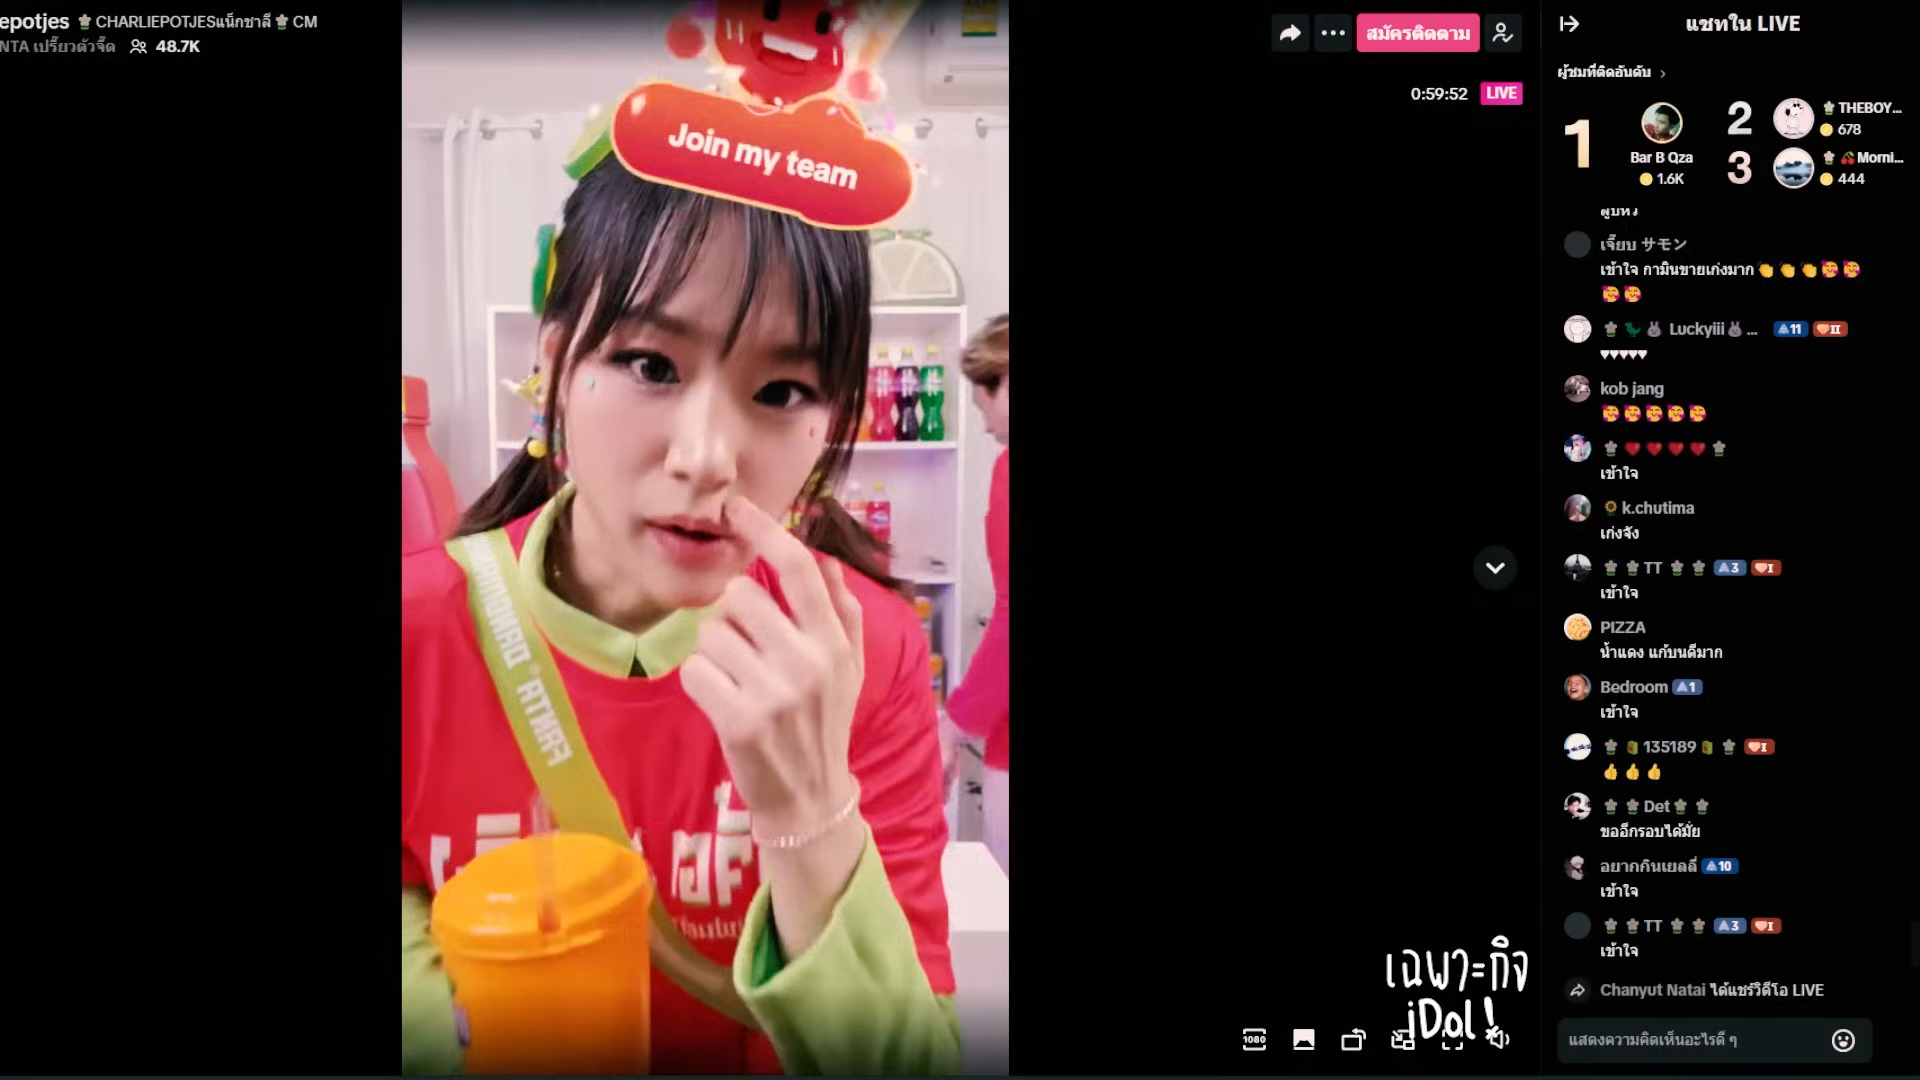 epotjes CHARLIEPOTJESแน็กชาลี CM
NTA เปรี้ยวตัวจี๊ด 48.7K
สมัครติดตาม
0:59:52 LIVE
Join my team
FANTA
เฉพาะกิจ
iDol!
1080
แชทใน LIVE
ผู้ชมที่ติดอันดับ
1
Bar B Qza
1.6K
2
THEBOY...
678
3
Morni...
444
เจี๊ยบ サモン
เข้าใจ กามินขายเก่งมาก
Luckyiii ... 11 II
♥♥♥♥♥
kob jang
เข้าใจ
k.chutima
เก่งจัง
TT 3 I
เข้าใจ
PIZZA
น้ำแดง แก้บนดีมาก
Bedroom 1
เข้าใจ
135189 I
Det
ขออีกรอบได้มั่ย
อยากกินเยลลี่ 10
เข้าใจ
TT 3 I
เข้าใจ
Chanyut Natai ได้แชร์วิดีโอ LIVE
แสดงความคิดเห็นอะไรดี ๆ